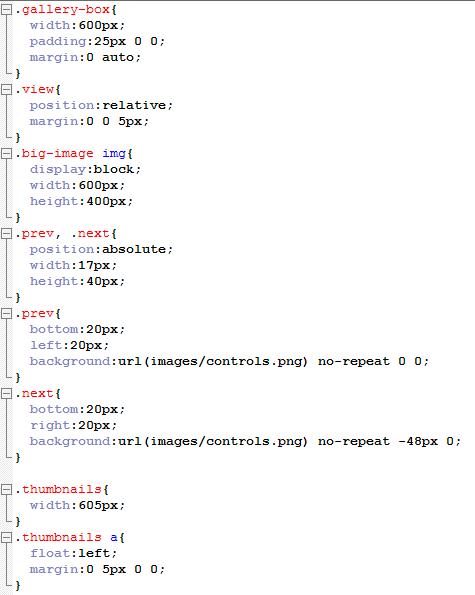 .gallery-box{
width:600px;
padding:25px 0 0;
margin:0 auto;
}
.view{
position:relative;
margin:0 0 5px;
}
.big-image img{
display:block;
width:600px;
height:400px;
}
.prev, .next{
position:absolute;
width:17px;
height:40px;
}
.prev{
bottom:20px;
left:20px;
background:url(images/controls.png) no-repeat 0 0;
}
.next{
bottom:20px;
right:20px;
background:url(images/controls.png) no-repeat -48px 0;
}
.thumbnails{
width:605px;
}
.thumbnails a{
float:left;
margin:0 5px 0 0;
}